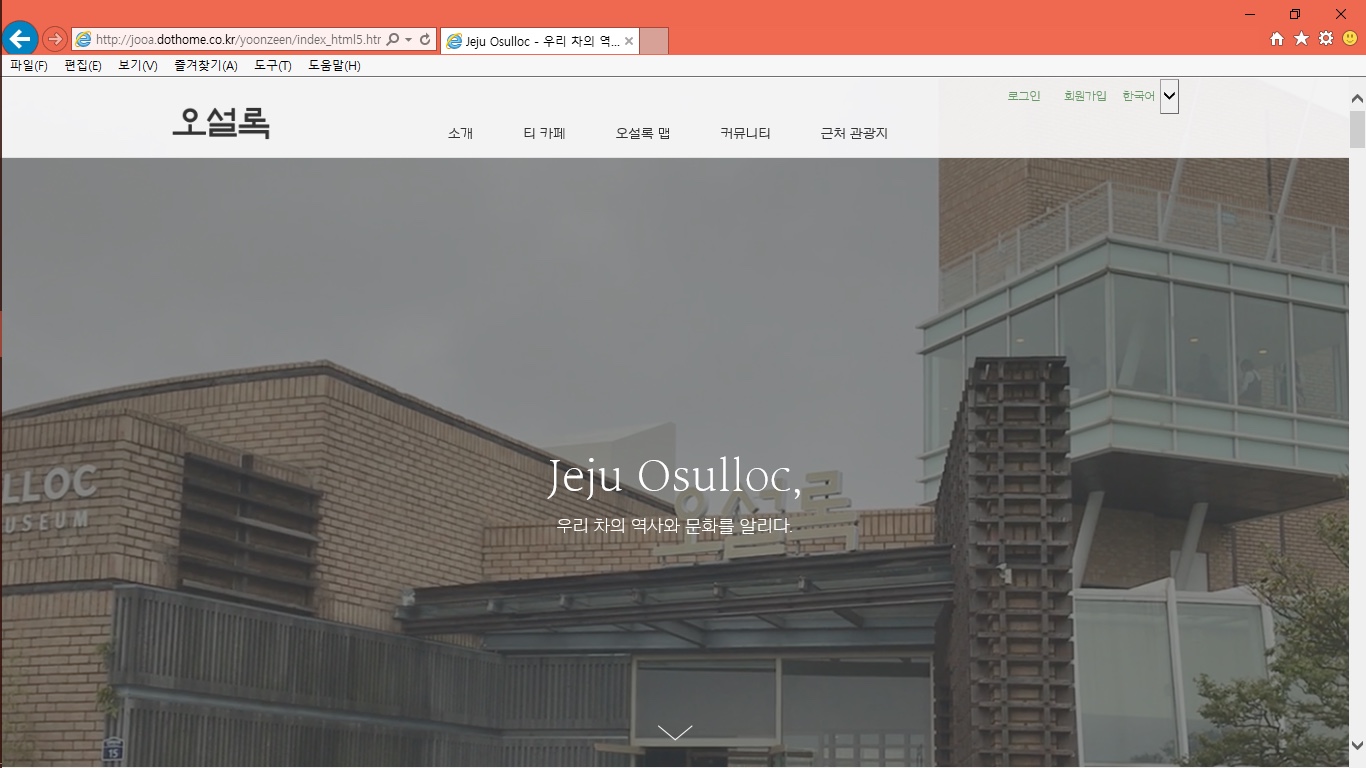 http://jooa.dothome.co.kr/yoonzeen/index_html5.htr
Jeju Osulloc - 우리 차의 역...
파일(F) 편집(E) 보기(V) 즐겨찾기(A) 도구(T) 도움말(H)
로그인 회원가입 한국어
오설록
소개 티 카페 오설록 맵 커뮤니티 근처 관광지
LLOC
MUSEUM
오설록
Jeju Osulloc,
우리 차의 역사와 문화를 알리다.
15